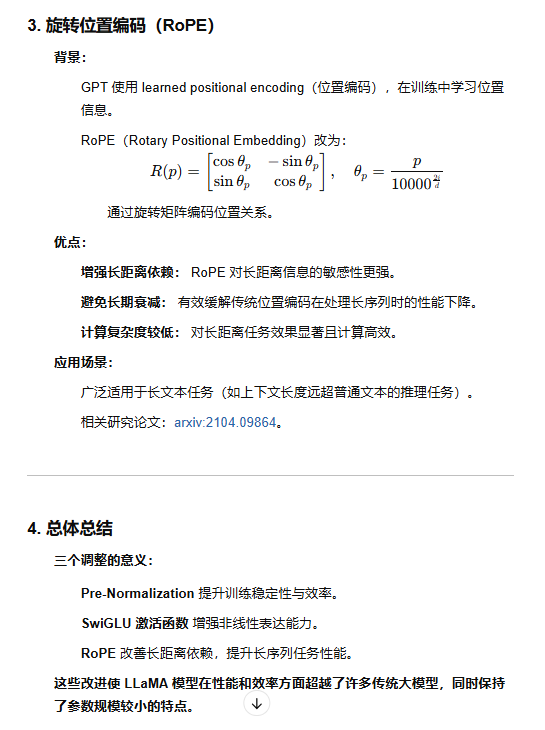 3. 旋转位置编码（RoPE）
背景：
GPT 使用 learned positional encoding（位置编码），在训练中学习位置
信息。
RoPE（Rotary Positional Embedding）改为：
R(p) = [cos θ_p  − sin θ_p; sin θ_p  cos θ_p],  θ_p = p / 10000^{2i/d}
通过旋转矩阵编码位置关系。
优点：
增强长距离依赖： RoPE 对长距离信息的敏感性更强。
避免长期衰减： 有效缓解传统位置编码在处理长序列时的性能下降。
计算复杂度较低： 对长距离任务效果显著且计算高效。
应用场景：
广泛适用于长文本任务（如上下文长度远超普通文本的推理任务）。
相关研究论文：arxiv:2104.09864。
4. 总体总结
三个调整的意义：
Pre-Normalization 提升训练稳定性与效率。
SwiGLU 激活函数 增强非线性表达能力。
RoPE 改善长距离依赖，提升长序列任务性能。
这些改进使 LLaMA 模型在性能和效率方面超越了许多传统大模型，同时保持
了参数规模较小的特点。